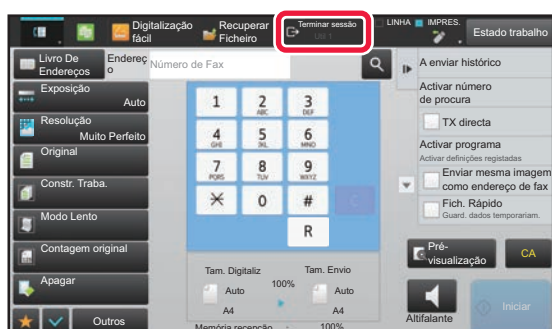 Digitalização
fácil
Recuperar
Ficheiro
Terminar sessão
LINHA
IMPRES.
Estado trabalho
Livro De
Endereços
Endereç
o
Número de Fax
A enviar histórico
Exposição
Auto
Activar número
de procura
Resolução
Muito Perfeito
TX directa
Original
Activar programa
Activar definições registadas
Constr. Traba.
Enviar mesma imagem
como endereço de fax
Modo Lento
Fich. Rápido
Guard. dados temporariam.
Contagem original
Apagar
Outros
1
2
ABC
3
DEF
4
GHI
5
JKL
6
MNO
7
PQRS
8
TUV
9
WXYZ
0
#
C
R
Tam. Digitaliz
Tam. Envio
100%
Auto
Auto
A4
A4
Memória recepção : 100%
Pré-
visualização
CA
Altifalante
Iniciar